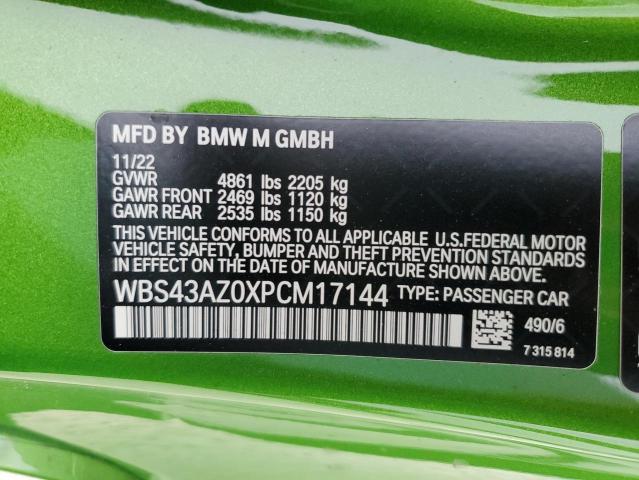 MFD BY BMW M GMBH
11/22
GVWR 4861 lbs 2205 kg
GAWR FRONT 2469 lbs 1120 kg
GAWR REAR 2535 lbs 1150 kg
THIS VEHICLE CONFORMS TO ALL APPLICABLE U.S.FEDERAL MOTOR
VEHICLE SAFETY, BUMPER AND THEFT PREVENTION STANDARDS IN
EFFECT ON THE DATE OF MANUFACTURE SHOWN ABOVE.
WBS43AZ0XPCM17144 TYPE: PASSENGER CAR
490/6
7 315 814